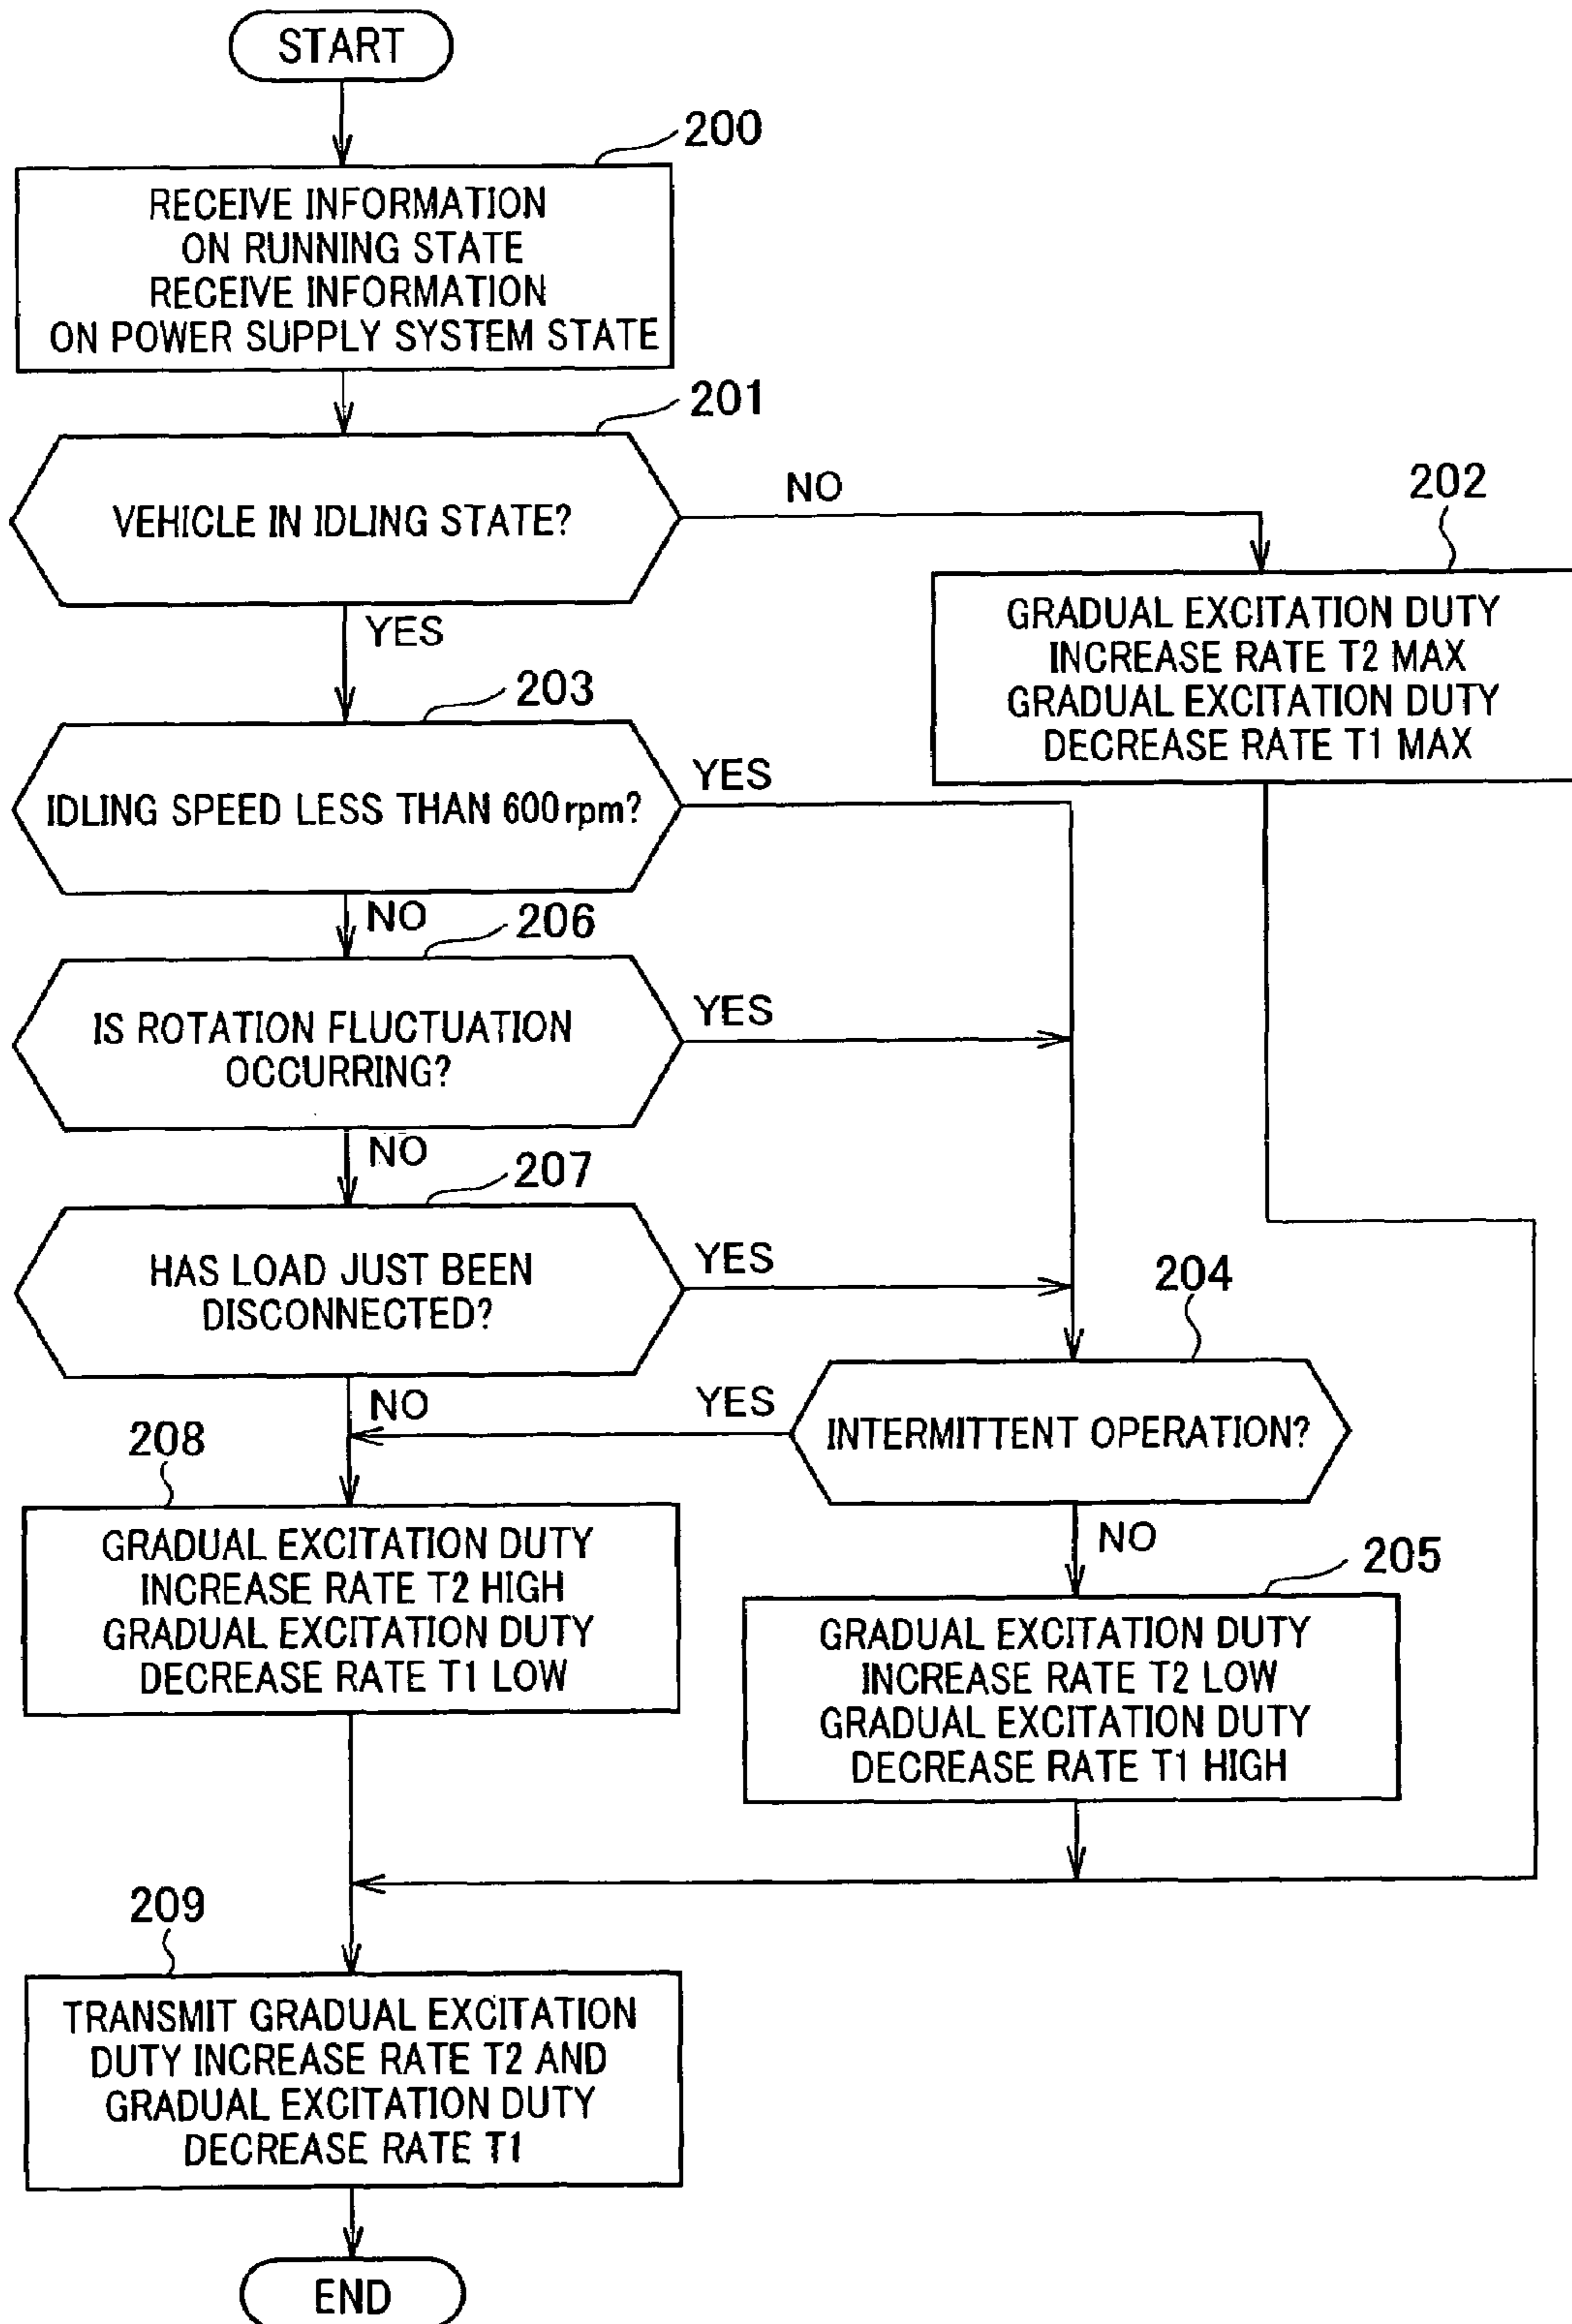 START
200
RECEIVE INFORMATION
ON RUNNING STATE
RECEIVE INFORMATION
ON POWER SUPPLY SYSTEM STATE
201
VEHICLE IN IDLING STATE?
NO
202
GRADUAL EXCITATION DUTY
INCREASE RATE T2 MAX
GRADUAL EXCITATION DUTY
DECREASE RATE T1 MAX
YES
203
IDLING SPEED LESS THAN 600rpm?
YES
NO
206
IS ROTATION FLUCTUATION
OCCURRING?
YES
NO
207
HAS LOAD JUST BEEN
DISCONNECTED?
YES
204
INTERMITTENT OPERATION?
YES
NO
208
GRADUAL EXCITATION DUTY
INCREASE RATE T2 HIGH
GRADUAL EXCITATION DUTY
DECREASE RATE T1 LOW
NO
205
GRADUAL EXCITATION DUTY
INCREASE RATE T2 LOW
GRADUAL EXCITATION DUTY
DECREASE RATE T1 HIGH
209
TRANSMIT GRADUAL EXCITATION
DUTY INCREASE RATE T2 AND
GRADUAL EXCITATION DUTY
DECREASE RATE T1
END